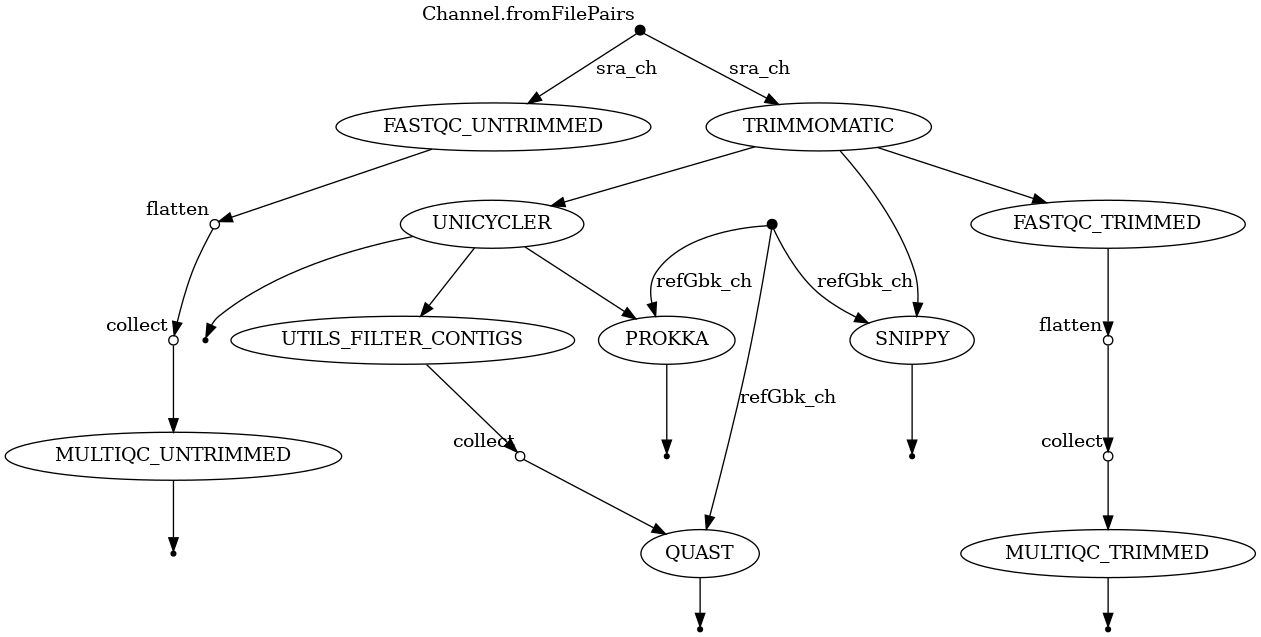 Channel.fromFilePairs
sra_ch
sra_ch
FASTQC_UNTRIMMED
TRIMMOMATIC
flatten
UNICYCLER
FASTQC_TRIMMED
refGbk_ch
refGbk_ch
collect
UTILS_FILTER_CONTIGS
PROKKA
SNIPPY
flatten
refGbk_ch
collect
collect
MULTIQC_UNTRIMMED
QUAST
MULTIQC_TRIMMED